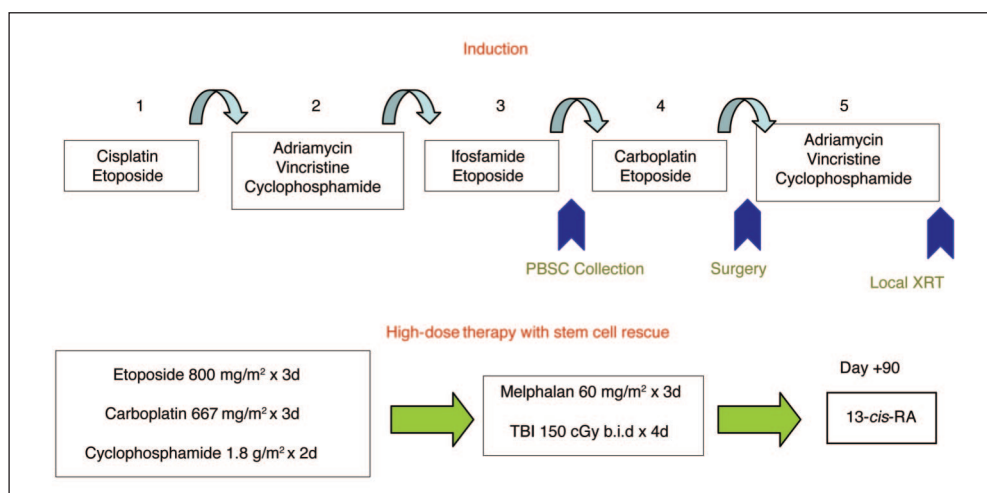 Induction
1 2 3 4 5
Cisplatin
Etoposide
Adriamycin
Vincristine
Cyclophosphamide
Ifosfamide
Etoposide
Carboplatin
Etoposide
Adriamycin
Vincristine
Cyclophosphamide
PBSC Collection
Surgery
Local XRT
High-dose therapy with stem cell rescue
Etoposide 800 mg/m² x 3d
Carboplatin 667 mg/m² x 3d
Cyclophosphamide 1.8 g/m² x 2d
Melphalan 60 mg/m² x 3d
TBI 150 cGy b.i.d x 4d
Day +90
13-cis-RA